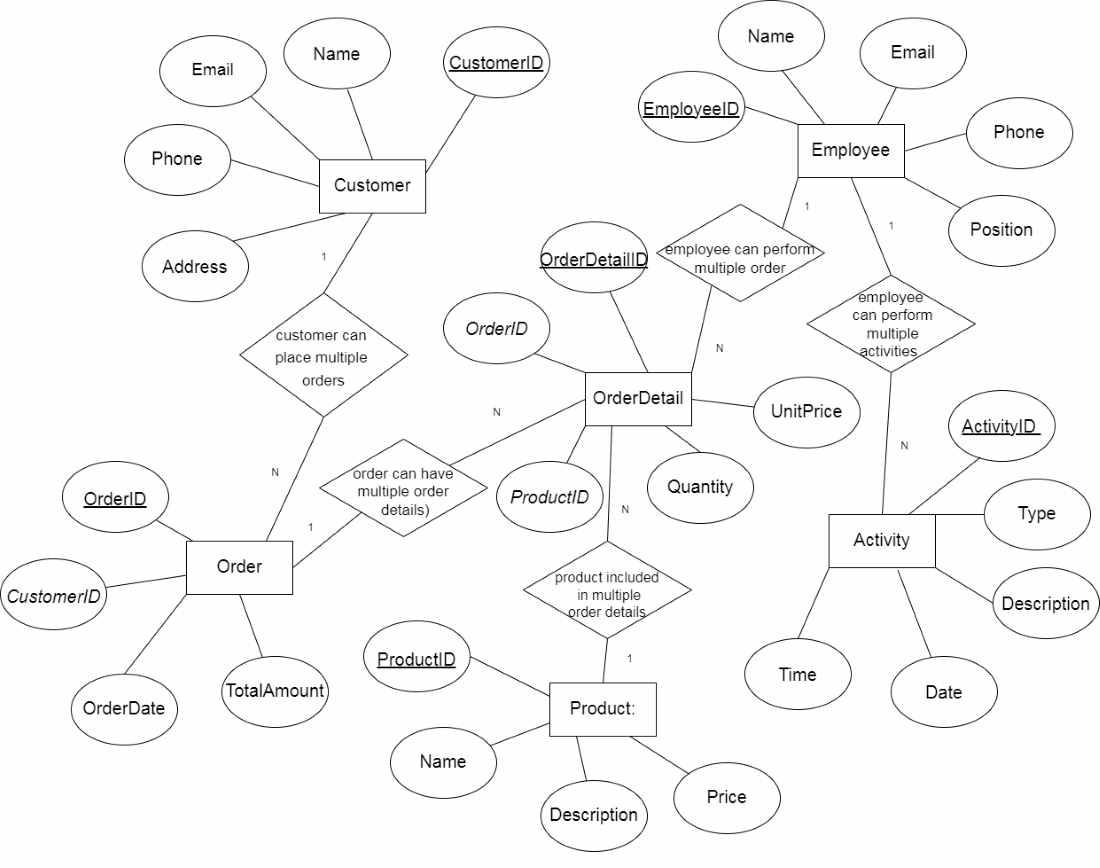 Name
Email
Name
CustomerID
Email
EmployeeID
Phone
Employee
Phone
Customer
1
Position
1
Address
1
employee can perform
multiple order
OrderDetailID
employee
can perform
multiple
activities
OrderID
customer can
place multiple
orders
N
OrderDetail
UnitPrice
N
ActivityID
N
order can have
multiple order
details)
N
Quantity
ProductID
OrderID
N
Type
1
Activity
Order
product included
in multiple
order details
CustomerID
Description
1
ProductID
Time
TotalAmount
Date
OrderDate
Product:
Name
Price
Description